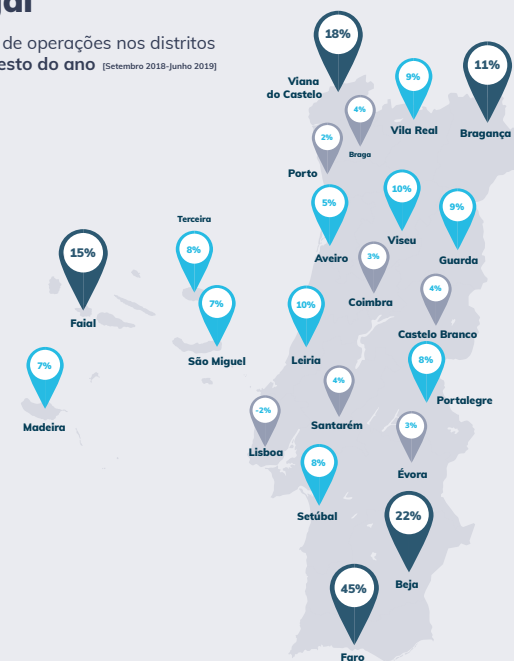 de operações nos distritos
esto do ano [Setembro 2018-Junho 2019]
18%
Viana
do Castelo
9%
Vila Real
11%
Bragança
4%
Braga
2%
Porto
5%
Aveiro
10%
Viseu
9%
Guarda
Terceira
8%
15%
Faial
7%
São Miguel
3%
Coimbra
4%
Castelo Branco
10%
Leiria
7%
Madeira
8%
Portalegre
4%
Santarém
-2%
Lisboa
3%
Évora
8%
Setúbal
22%
Beja
45%
Faro